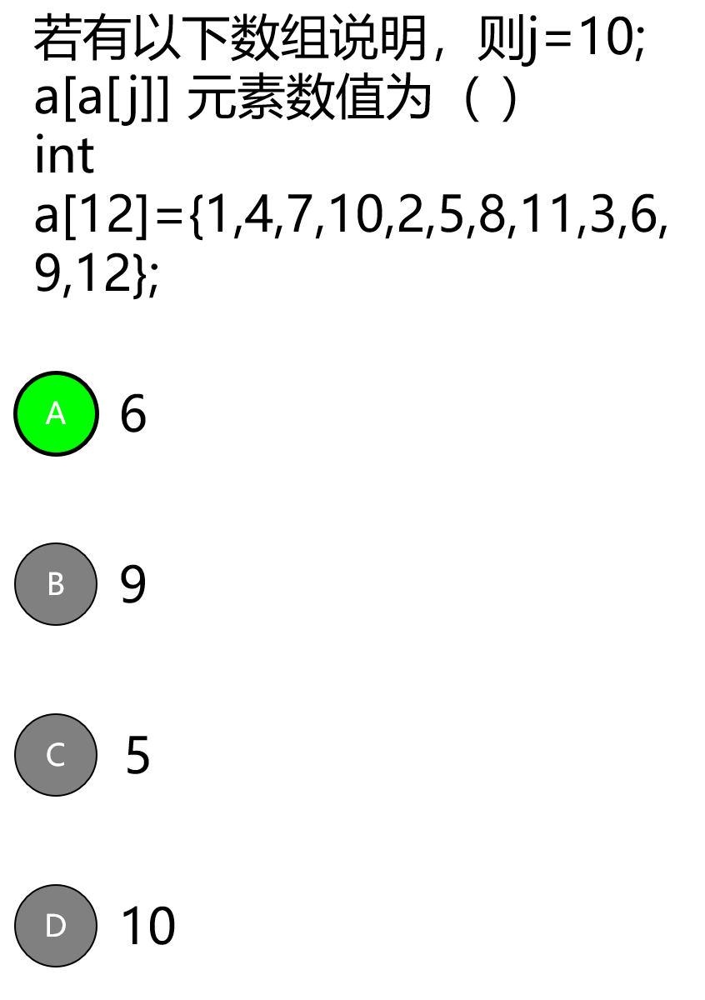 若有以下数组说明，则j=10;
a[a[j]] 元素数值为（ ）
int
a[12]={1,4,7,10,2,5,8,11,3,6,
9,12};
A 6
B 9
C 5
D 10